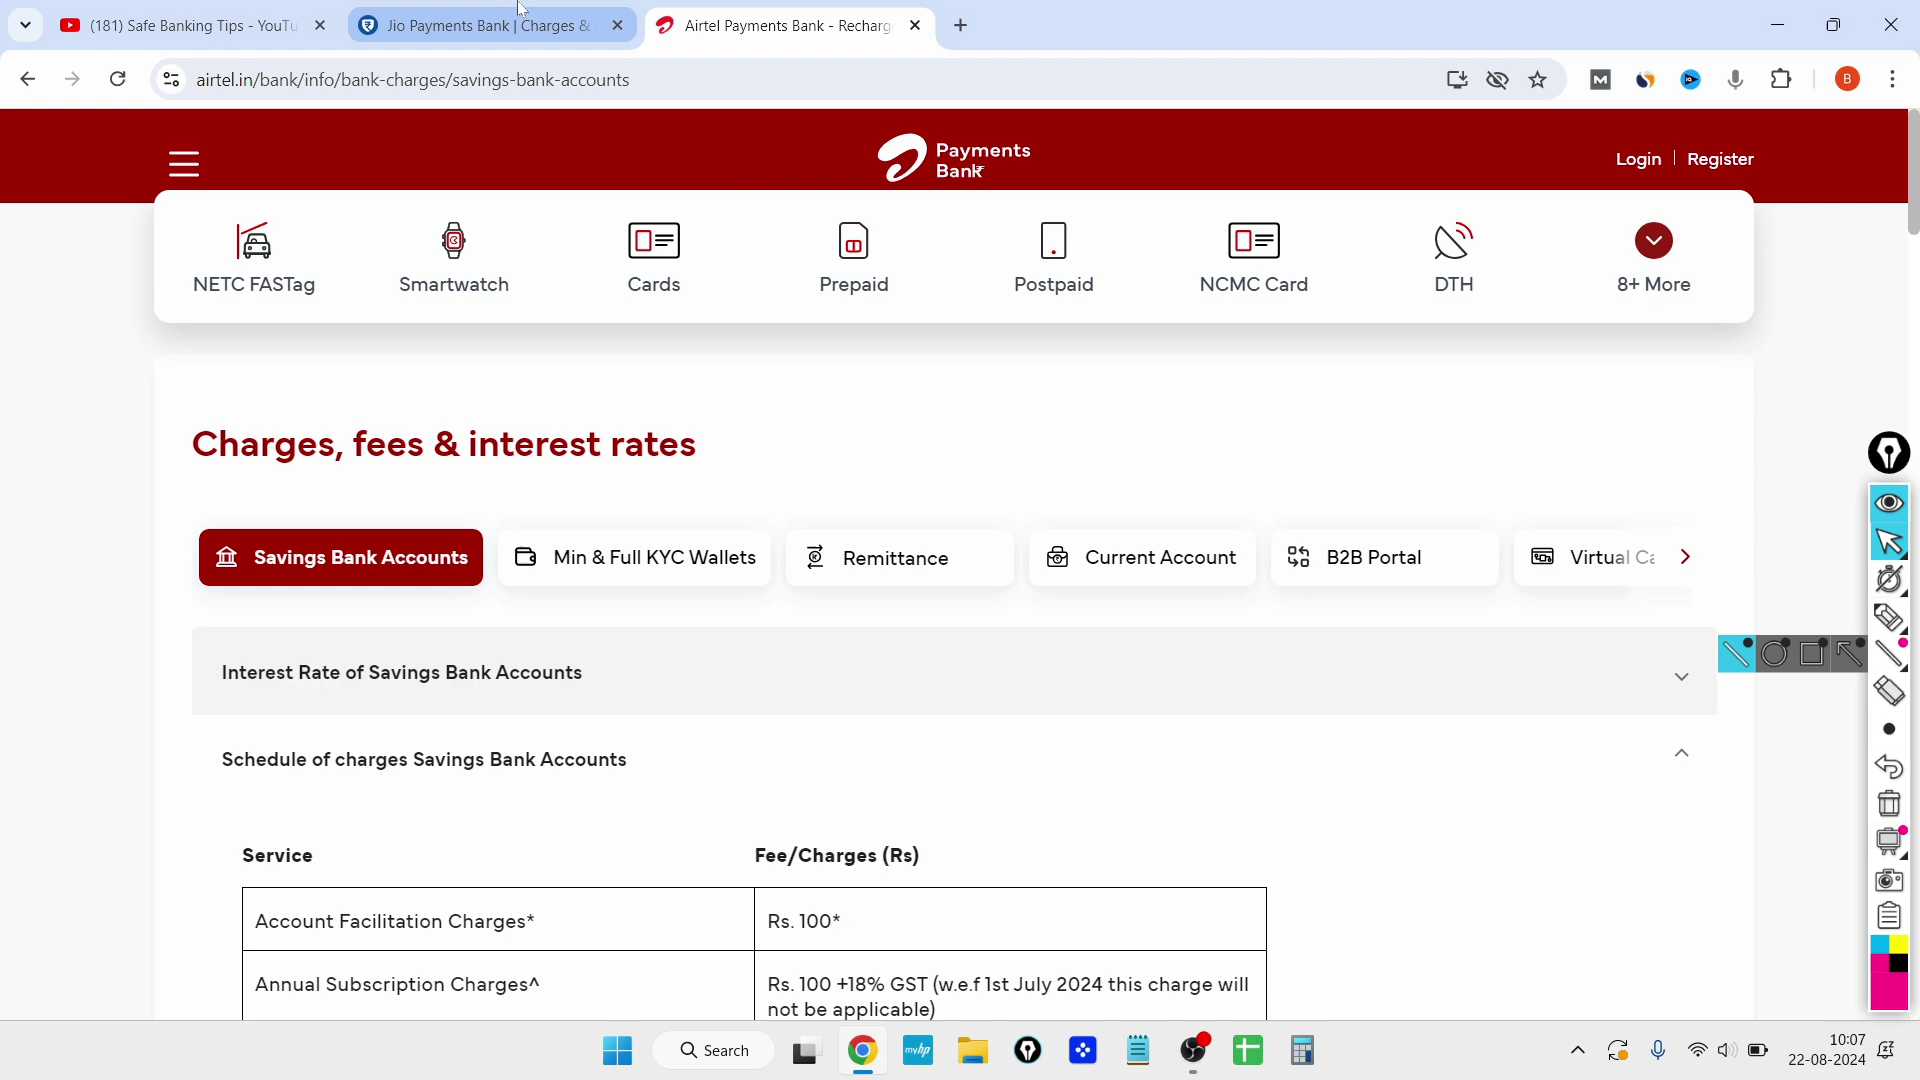 (181) Safe Banking Tips - YouTu
Jio Payments Bank | Charges &
Airtel Payments Bank - Recharg
airtel.in/bank/info/bank-charges/savings-bank-accounts
B
Payments
Bank
Login | Register
NETC FASTag
Smartwatch
Cards
Prepaid
Postpaid
NCMC Card
DTH
8+ More
Charges, fees & interest rates
Savings Bank Accounts
Min & Full KYC Wallets
Remittance
Current Account
B2B Portal
Virtual Ca
Interest Rate of Savings Bank Accounts
Schedule of charges Savings Bank Accounts
Service
Fee/Charges (Rs)
Account Facilitation Charges*
Rs. 100*
Annual Subscription Charges^
Rs. 100 +18% GST (w.e.f 1st July 2024 this charge will
not be applicable)
Search
myhp
10:07
22-08-2024